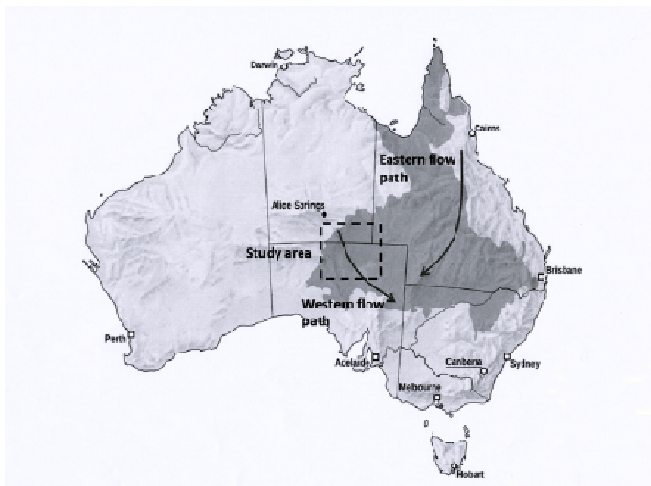 Darwin
Cairns
Eastern flow
path
Alice Springs
Study area
Brisbane
Western flow
path
Perth
Adelaide
Canberra
Sydney
Melbourne
Hobart